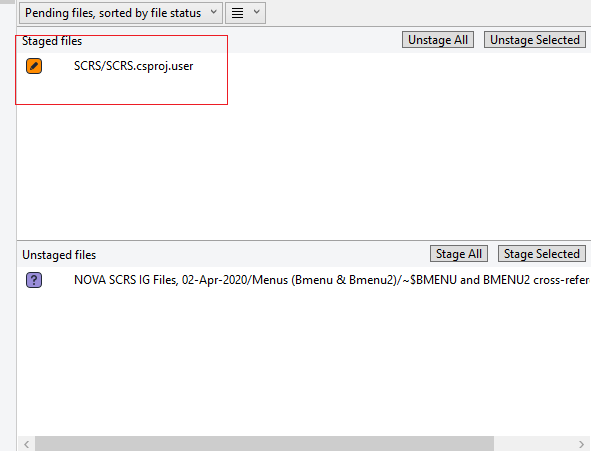 Pending files, sorted by file status
Staged files
Unstage All
Unstage Selected
SCRS/SCRS.csproj.user
Unstaged files
Stage All
Stage Selected
?
NOVA SCRS IG Files, 02-Apr-2020/Menus (Bmenu & Bmenu2)/~$BMENU and BMENU2 cross-refer